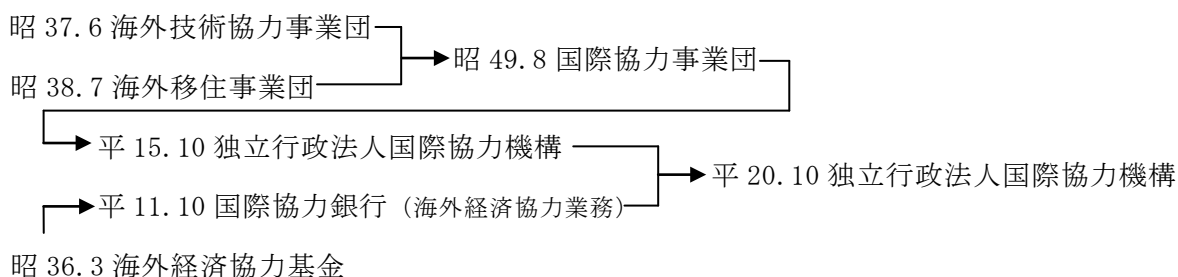 昭 37.6 海外技術協力事業団
昭 49.8 国際協力事業団
昭 38.7 海外移住事業団
平 15.10 独立行政法人国際協力機構
平 20.10 独立行政法人国際協力機構
平 11.10 国際協力銀行（海外経済協力業務）
昭 36.3 海外経済協力基金